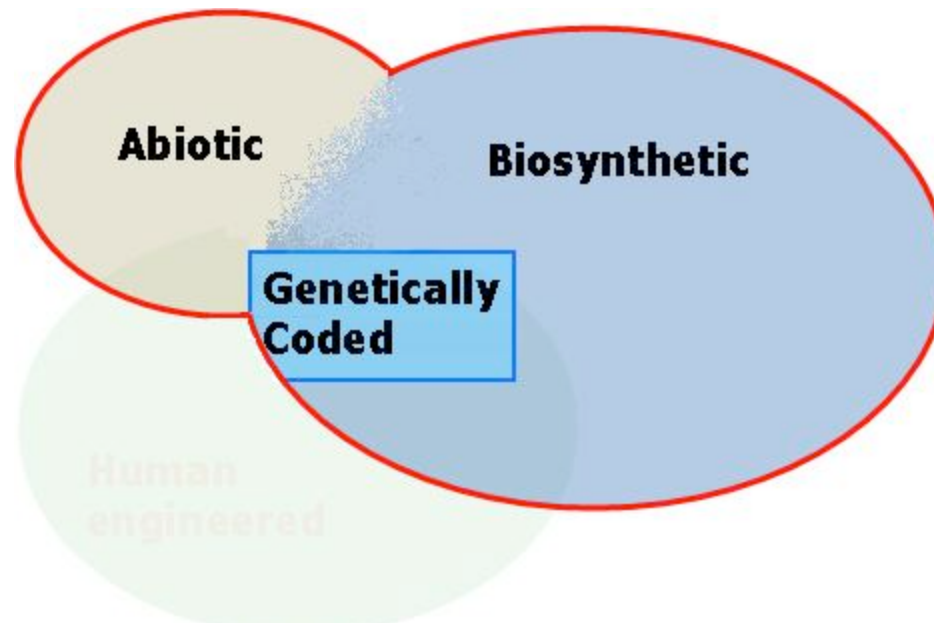 Abiotic
Biosynthetic
Genetically
Coded
Human
engineered